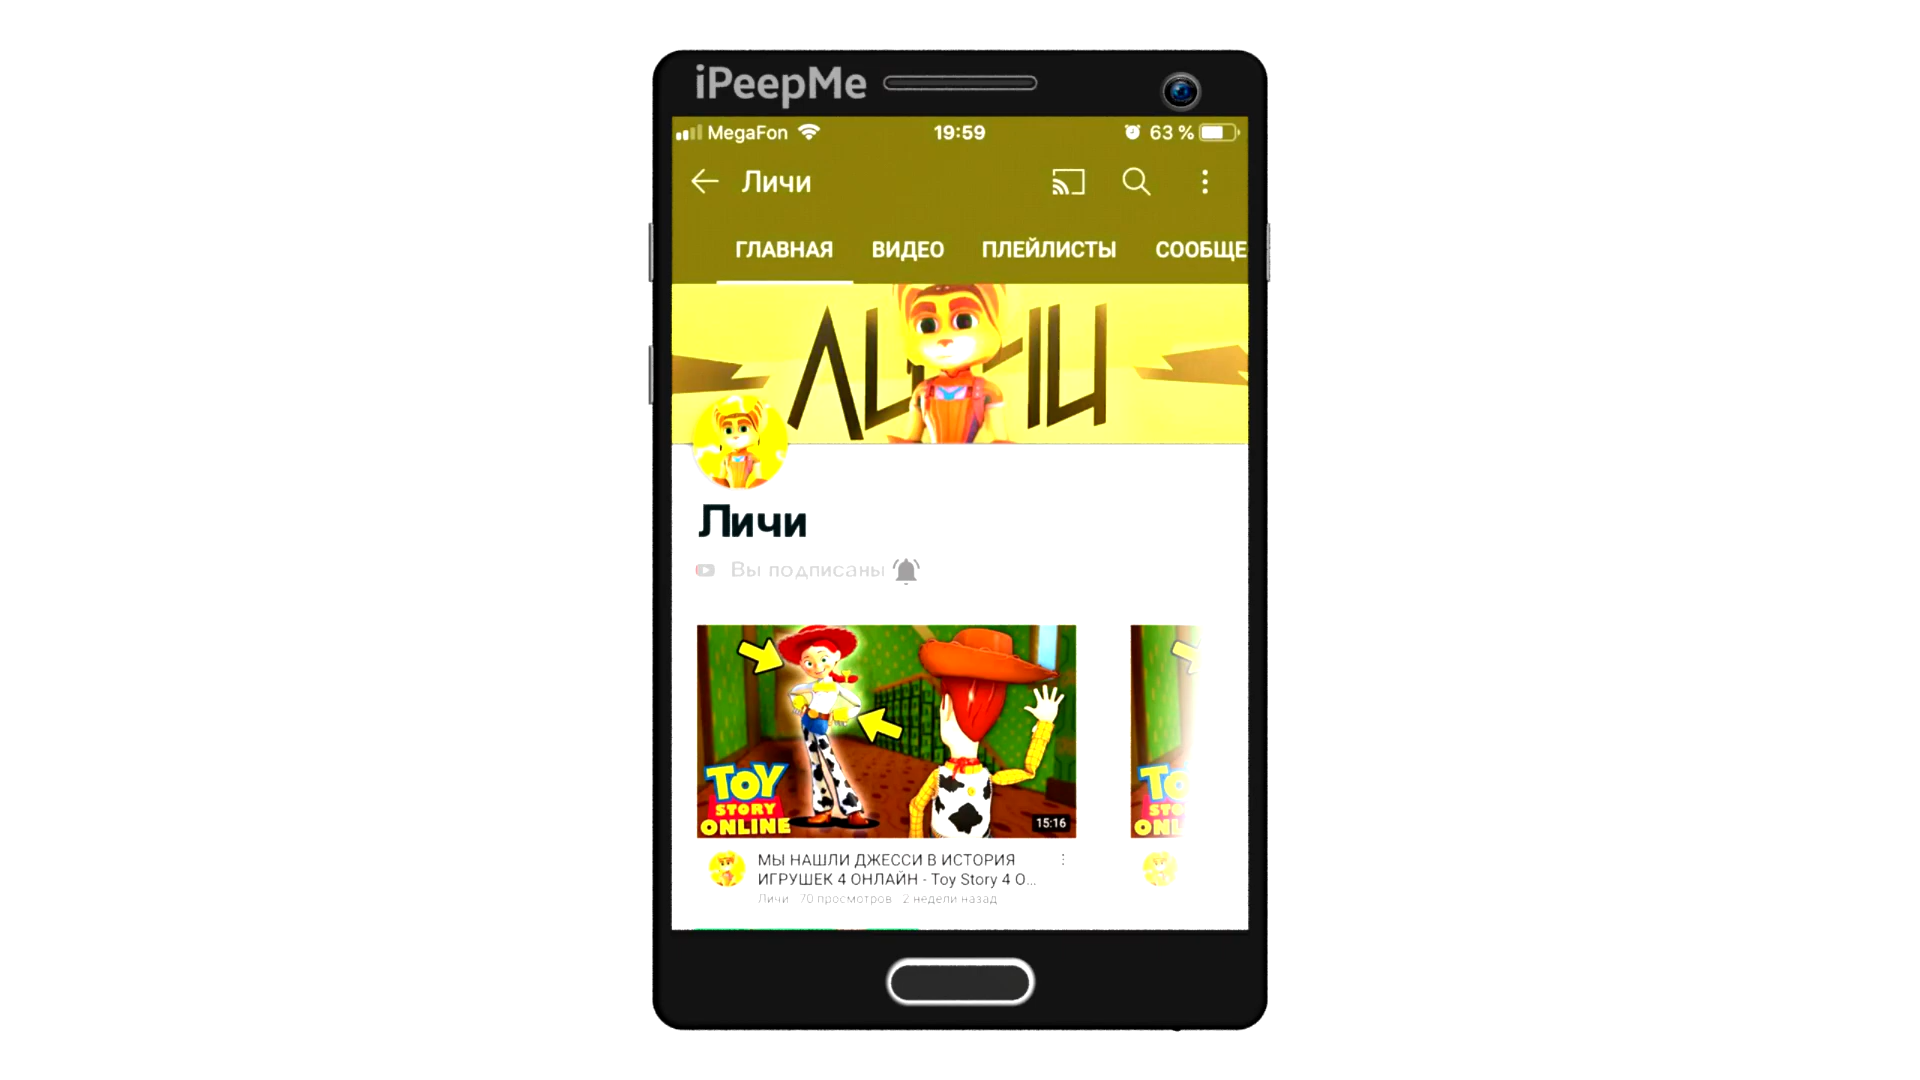 iPeepMe
MegaFon 19:59 63 %
Личи
ГЛАВНАЯ ВИДЕО ПЛЕЙЛИСТЫ СООБЩЕ
Личи
Вы подписаны
TOY
STORY
ONLINE
15:16
МЫ НАШЛИ ДЖЕССИ В ИСТОРИЯ
ИГРУШЕК 4 ОНЛАЙН - Toy Story 4 O...
Личи 70 просмотров 2 недели назад